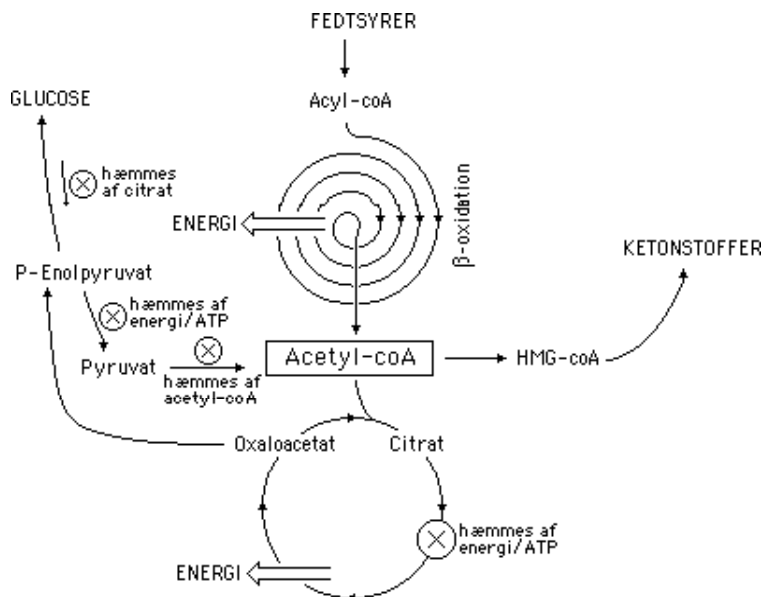 FEDTSYRER
Acyl-coA
GLUCOSE
hæmmes
af citrat
ENERGI
β-oxidation
KETONSTOFFER
P-Enolpyruvat
hæmmes af
energi/ATP
Pyruvat
hæmmes af
acetyl-coA
Acetyl-coA
HMG-coA
Oxaloacetat
Citrat
hæmmes af
energi/ATP
ENERGI